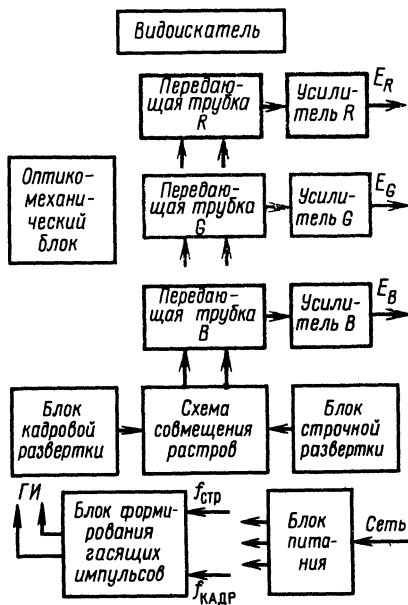 Видоискатель
Передаю-
щая трубка
R
Усили-
тель R
E_R
Оптико-
механи-
ческий
блок
Передаю-
щая трубка
G
Усили-
тель G
E_G
Передаю-
щая трубка
B
Усили-
тель B
E_B
Блок
кадровой
развертки
Схема
совмещения
растров
Блок
строчной
развертки
ГИ
Блок форми-
рования
гасящих
импульсов
f_СТР
f_КАДР
Блок
пита-
ния
Сеть